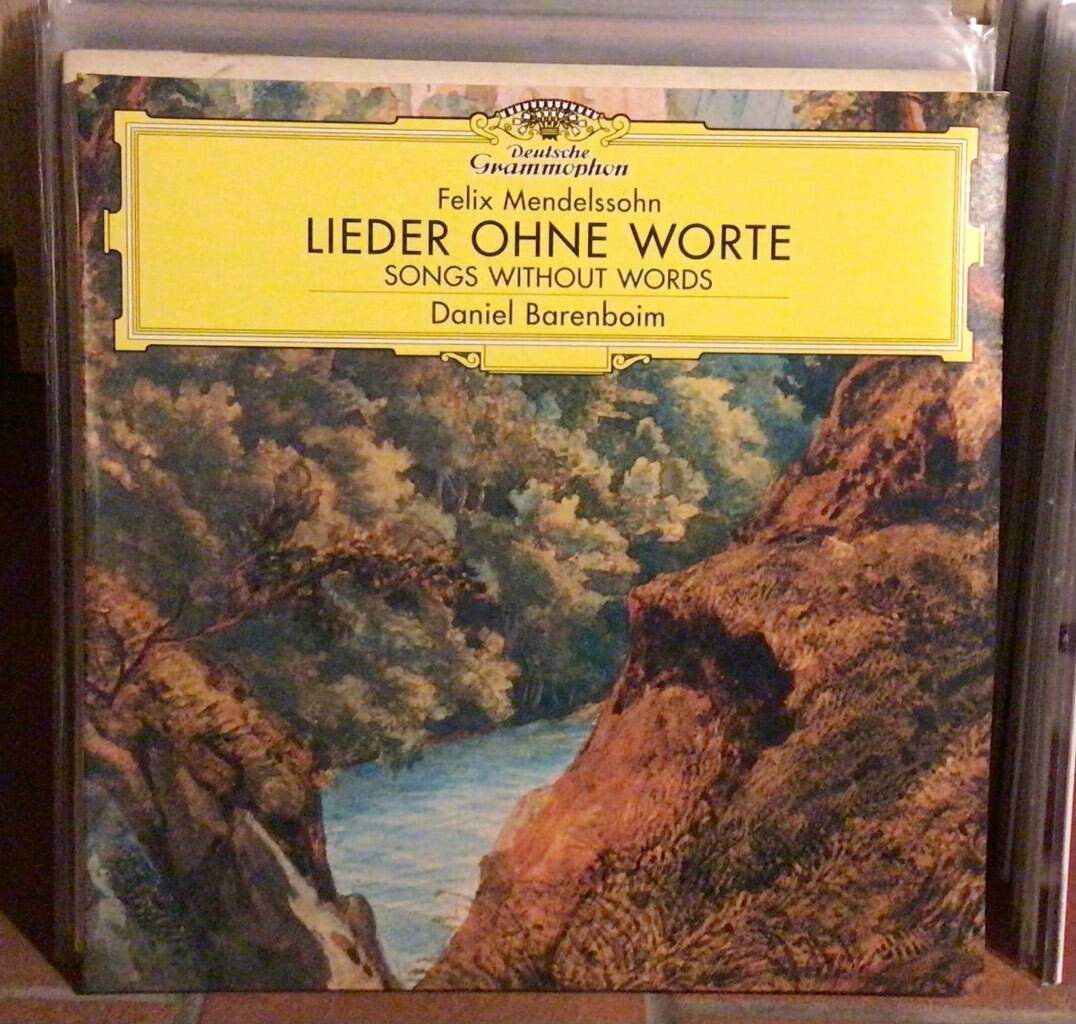 Deutsche
Grammophon
Felix Mendelssohn
LIEDER OHNE WORTE
SONGS WITHOUT WORDS
Daniel Barenboim